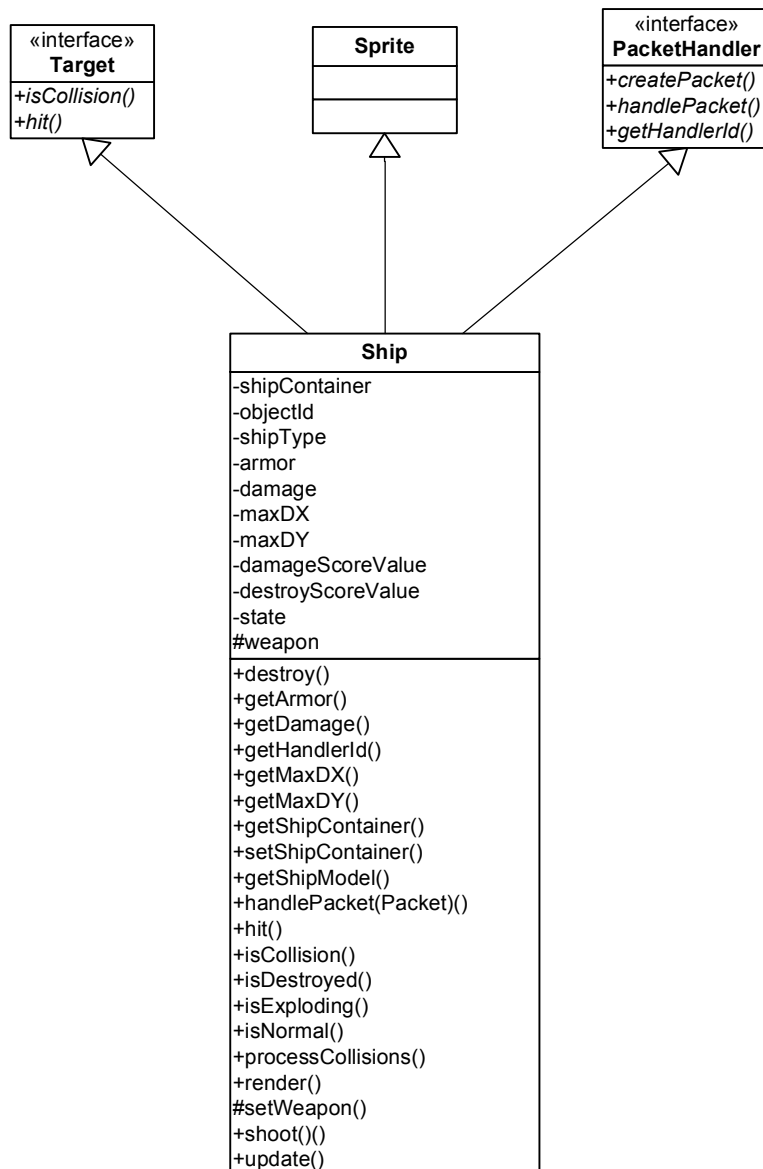 «interface»
Target
+isCollision()
+hit()
Sprite
«interface»
PacketHandler
+createPacket()
+handlePacket()
+getHandlerId()
Ship
-shipContainer
-objectId
-shipType
-armor
-damage
-maxDX
-maxDY
-damageScoreValue
-destroyScoreValue
-state
#weapon
+destroy()
+getArmor()
+getDamage()
+getHandlerId()
+getMaxDX()
+getMaxDY()
+getShipContainer()
+setShipContainer()
+getShipModel()
+handlePacket(Packet)()
+hit()
+isCollision()
+isDestroyed()
+isExploding()
+isNormal()
+processCollisions()
+render()
#setWeapon()
+shoot()()
+update()